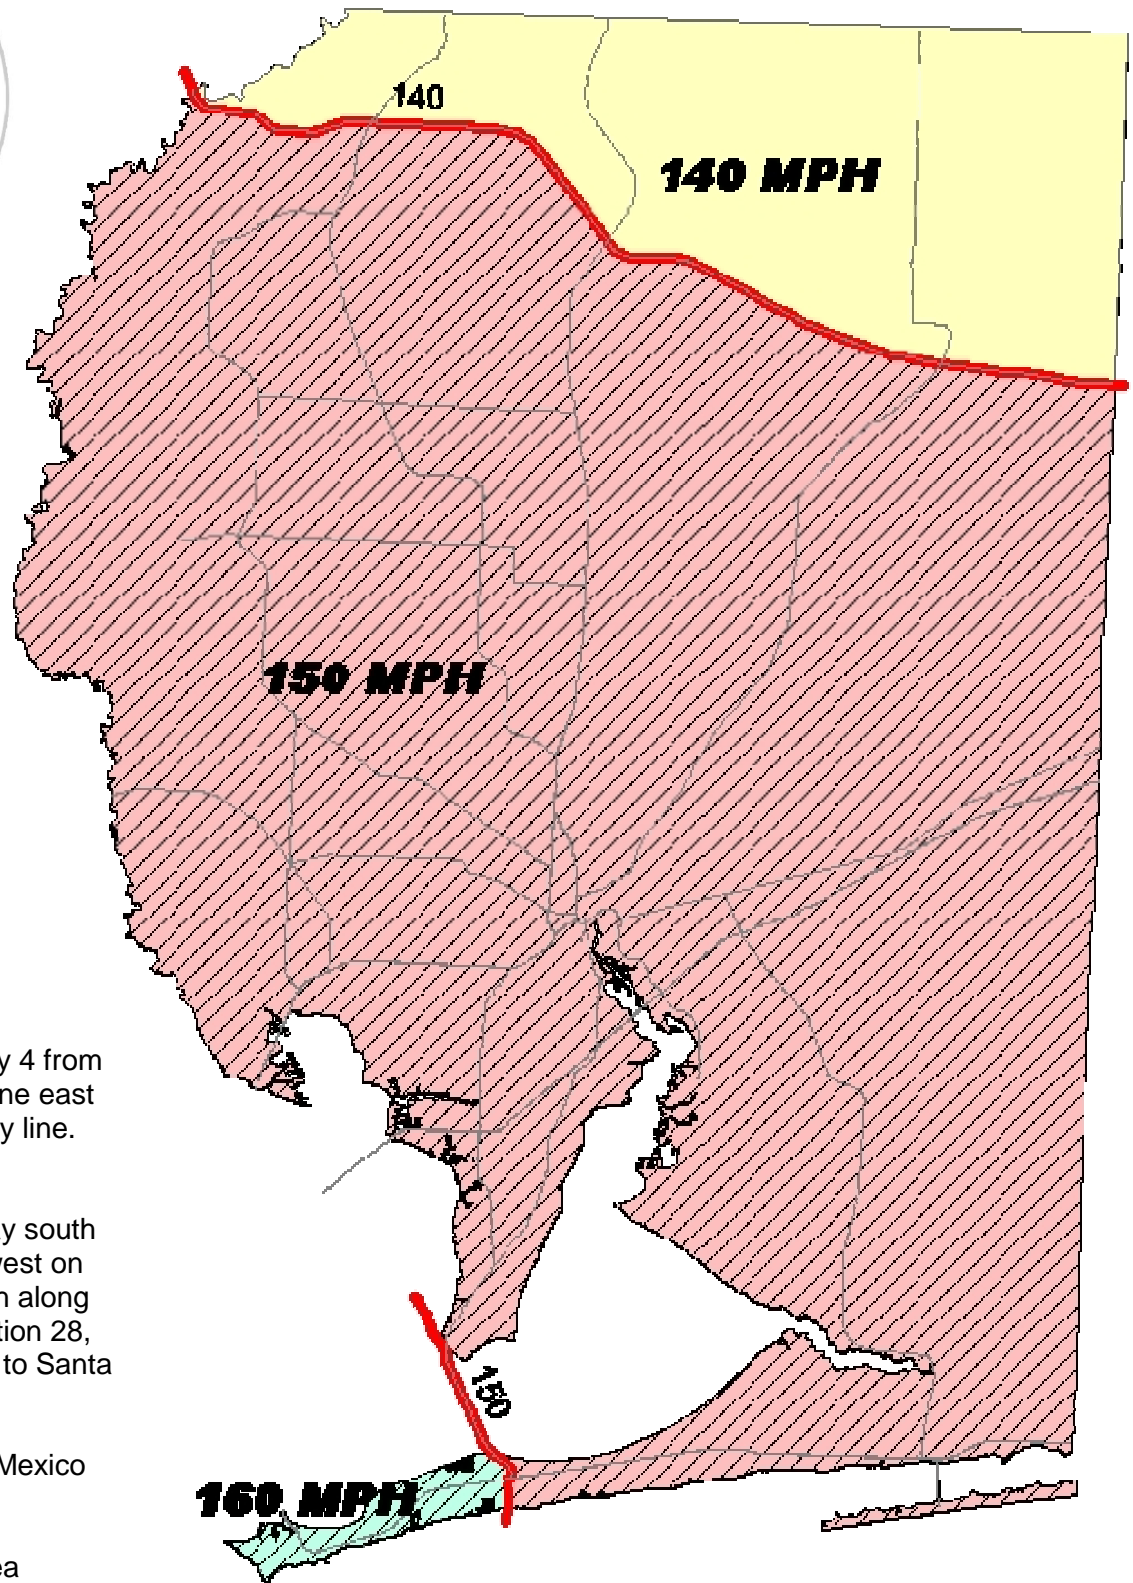 140
140 MPH
150 MPH
y 4 from
ne east
y line.
y south
vest on
n along
tion 28,
to Santa
150
Mexico
160 MPH
ea